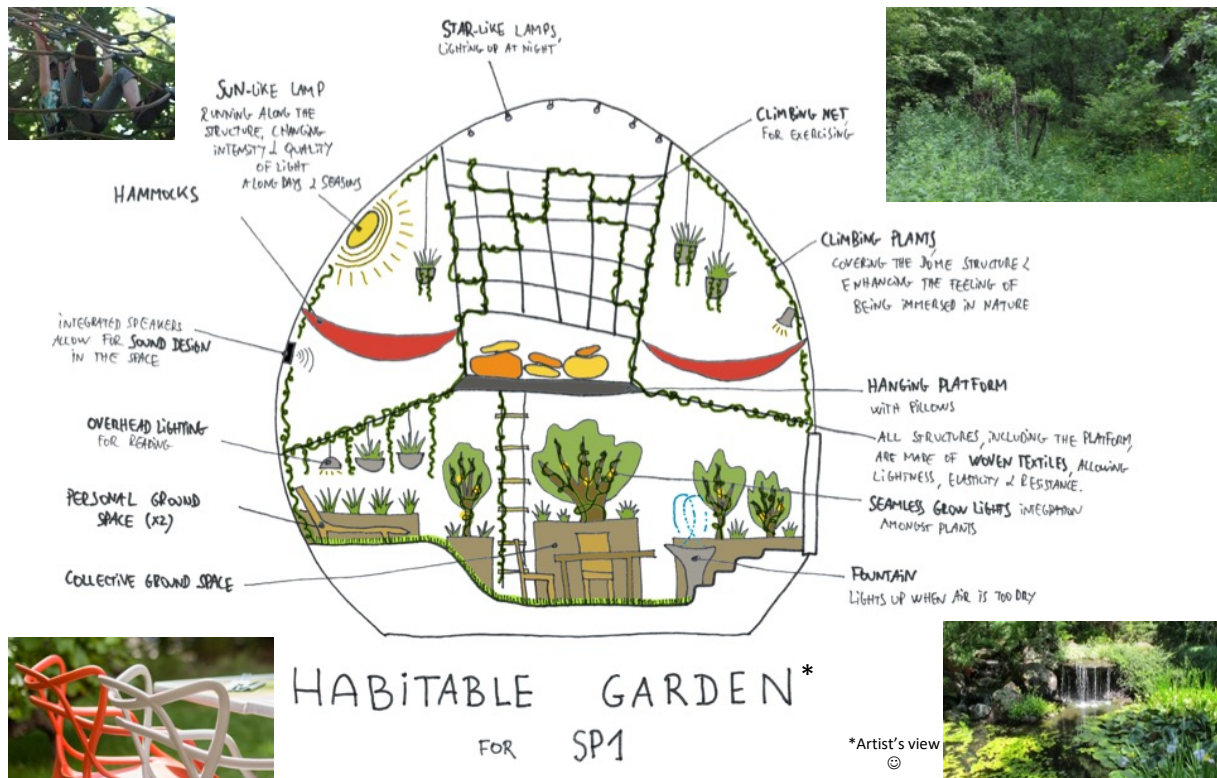 STAR-LIKE LAMPS,
LIGHTING UP AT NIGHT
SUN-LIKE LAMP
RUNNING ALONG THE
STRUCTURE, CHANGING
INTENSITY & QUALITY
OF LIGHT
ALONG DAYS & SEASONS
CLIMBING NET
FOR EXERCISING
HAMMOCKS
CLIMBING PLANTS,
COVERING THE DOME STRUCTURE &
ENHANCING THE FEELING OF
BEING IMMERSED IN NATURE
INTEGRATED SPEAKERS
ALLOW FOR SOUND DESIGN
IN THE SPACE
HANGING PLATFORM
WITH PILLOWS
OVERHEAD LIGHTING
FOR READING
ALL STRUCTURES, INCLUDING THE PLATFORM,
ARE MADE OF WOVEN TEXTILES, ALLOWING
LIGHTNESS, ELASTICITY & RESISTANCE.
PERSONAL GROUND
SPACE (X2)
SEAMLESS GROW LIGHTS INTEGRATION
AMONGST PLANTS
COLLECTIVE GROUND SPACE
FOUNTAIN
LIGHTS UP WHEN AIR IS TOO DRY
HABiTABLE GARDEN*
FOR SP1
*Artist's view
☺